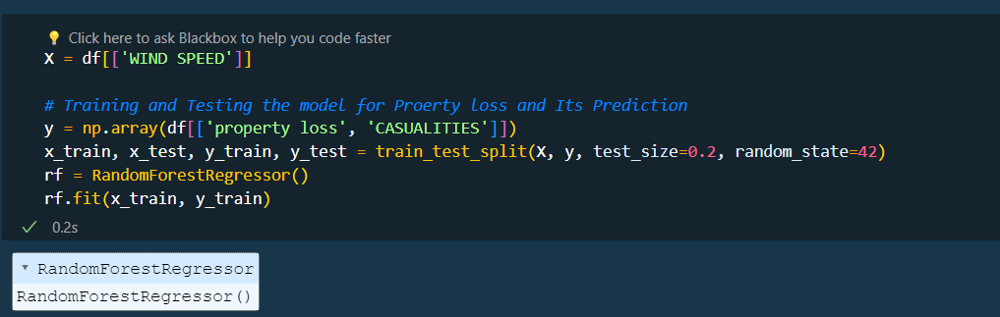 💡 Click here to ask Blackbox to help you code faster
X = df[['WIND SPEED']]
# Training and Testing the model for Proerty loss and Its Prediction
y = np.array(df[['property loss', 'CASUALITIES']])
x_train, x_test, y_train, y_test = train_test_split(X, y, test_size=0.2, random_state=42)
rf = RandomForestRegressor()
rf.fit(x_train, y_train)
✓ 0.2s
▾ RandomForestRegressor
RandomForestRegressor()